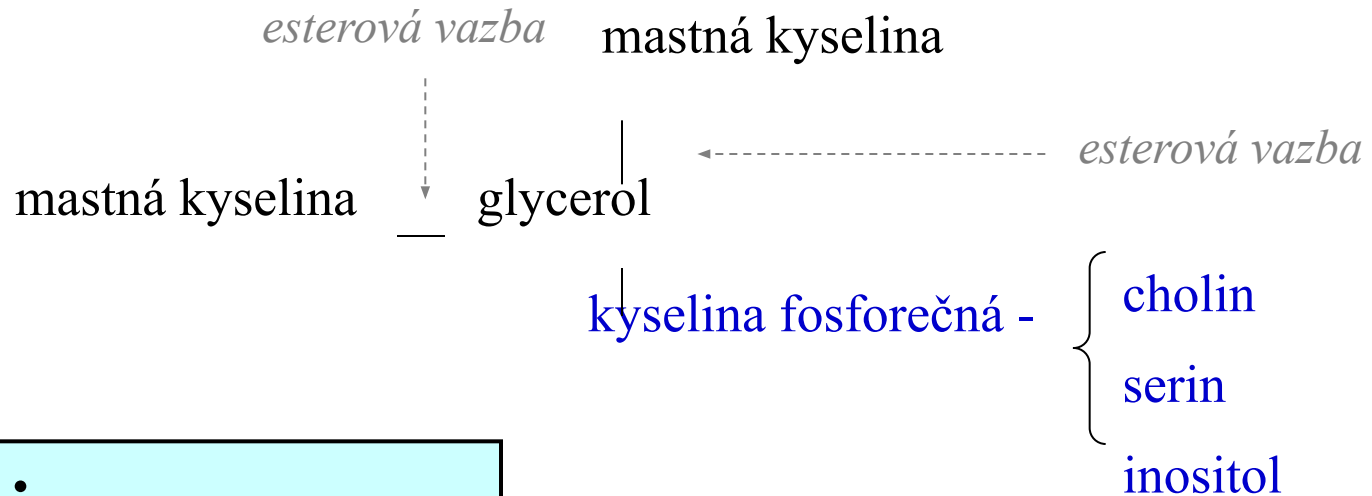 esterová vazba
mastná kyselina
esterová vazba
mastná kyselina
glycerol
kyselina fosforečná -
cholin
serin
inositol
•